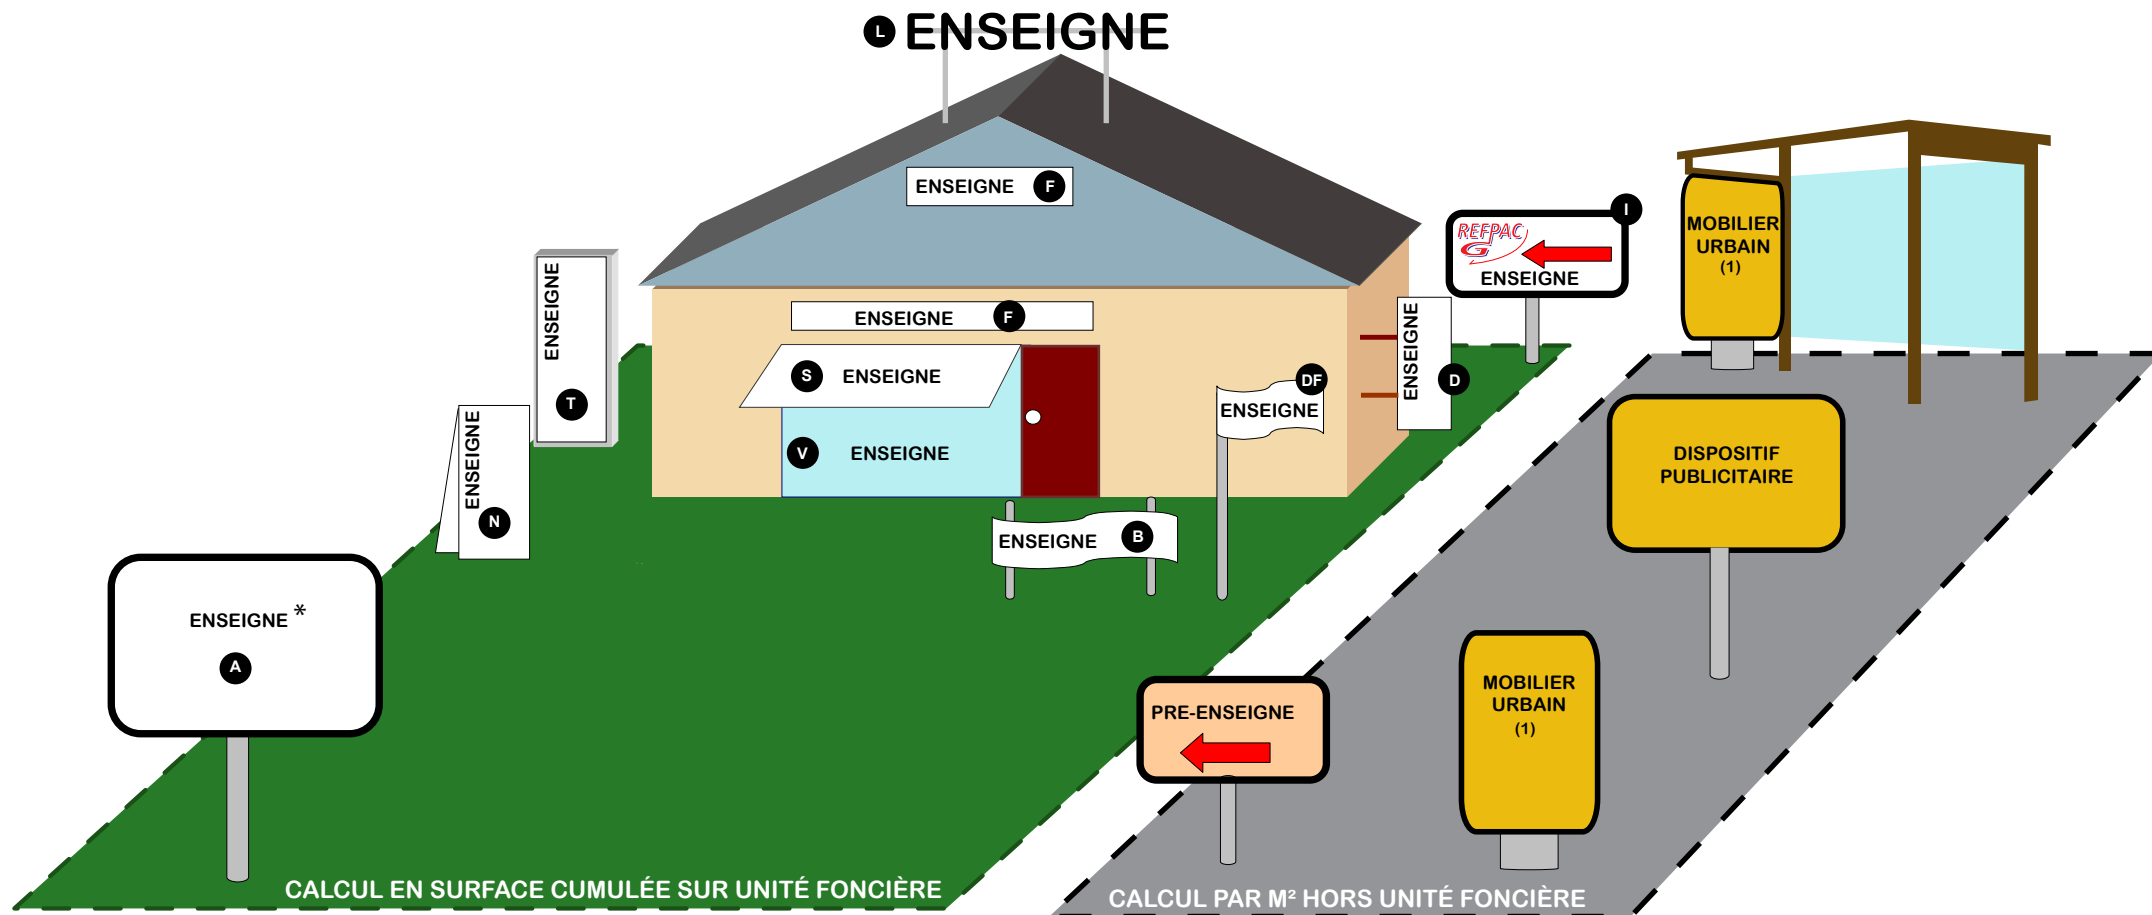 L ENSEIGNE
ENSEIGNE F
ENSEIGNE F
S ENSEIGNE
V ENSEIGNE
ENSEIGNE
T
ENSEIGNE
N
ENSEIGNE *
A
ENSEIGNE B
DF
ENSEIGNE
ENSEIGNE
D
I
REFPAC
G
ENSEIGNE
MOBILIER
URBAIN
(1)
DISPOSITIF
PUBLICITAIRE
PRE-ENSEIGNE
MOBILIER
URBAIN
(1)
CALCUL EN SURFACE CUMULÉE SUR UNITÉ FONCIÈRE
CALCUL PAR M² HORS UNITÉ FONCIÈRE